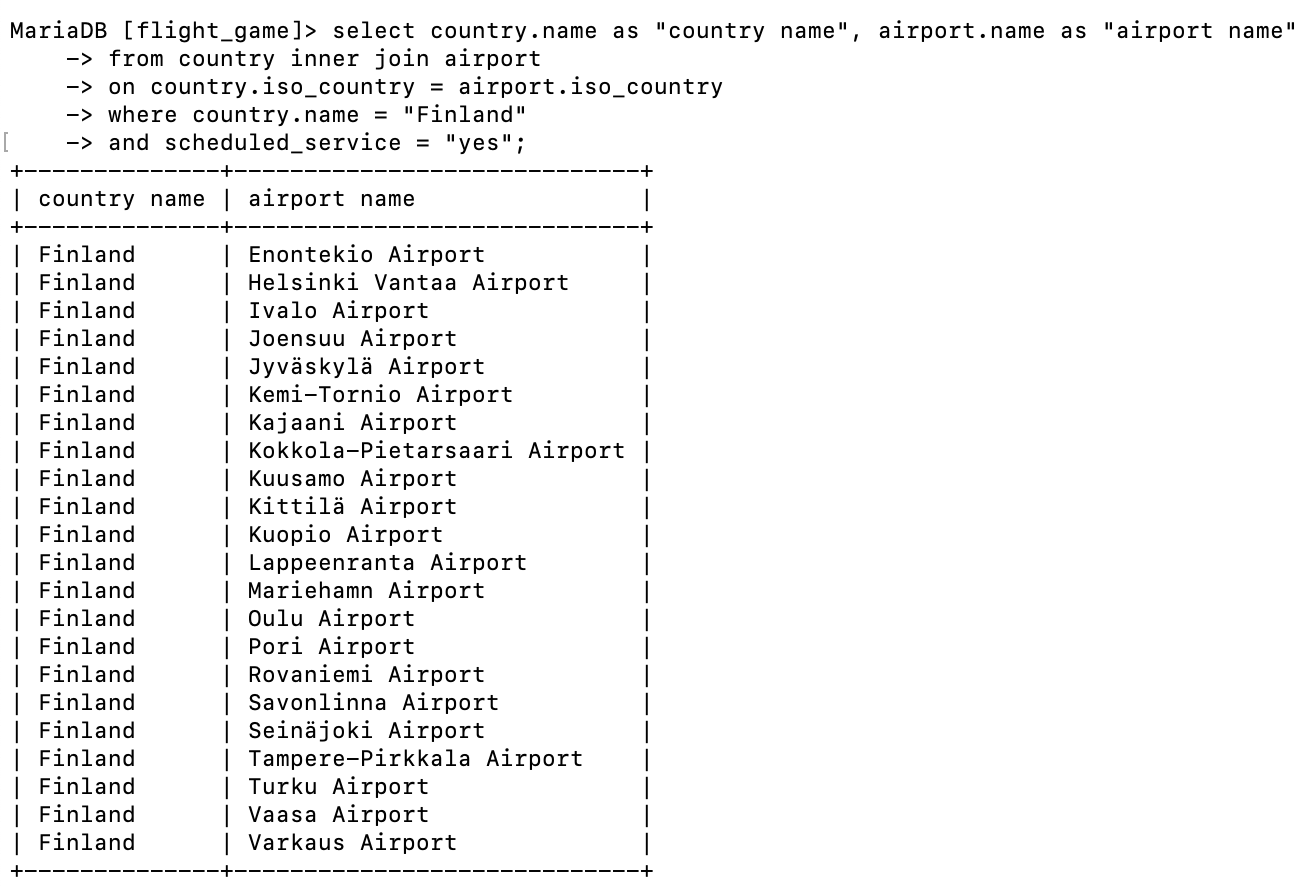 MariaDB [flight_game]> select country.name as "country name", airport.name as "airport name"
    -> from country inner join airport
    -> on country.iso_country = airport.iso_country
    -> where country.name = "Finland"
[    -> and scheduled_service = "yes";
+--------------+-----------------------------+
| country name | airport name                |
+--------------+-----------------------------+
| Finland      | Enontekio Airport           |
| Finland      | Helsinki Vantaa Airport     |
| Finland      | Ivalo Airport               |
| Finland      | Joensuu Airport             |
| Finland      | Jyväskylä Airport           |
| Finland      | Kemi-Tornio Airport         |
| Finland      | Kajaani Airport             |
| Finland      | Kokkola-Pietarsaari Airport |
| Finland      | Kuusamo Airport             |
| Finland      | Kittilä Airport             |
| Finland      | Kuopio Airport              |
| Finland      | Lappeenranta Airport        |
| Finland      | Mariehamn Airport           |
| Finland      | Oulu Airport                |
| Finland      | Pori Airport                |
| Finland      | Rovaniemi Airport           |
| Finland      | Savonlinna Airport          |
| Finland      | Seinäjoki Airport           |
| Finland      | Tampere-Pirkkala Airport    |
| Finland      | Turku Airport               |
| Finland      | Vaasa Airport               |
| Finland      | Varkaus Airport             |
+--------------+-----------------------------+